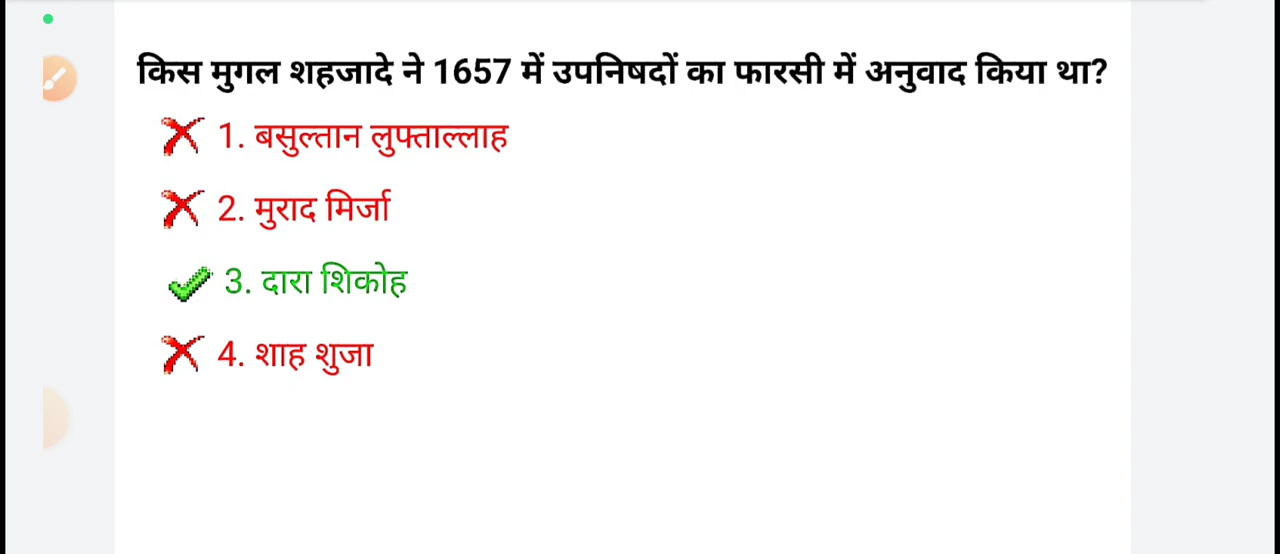 किस मुगल शहजादे ने 1657 में उपनिषदों का फारसी में अनुवाद किया था?
1. बसुल्तान लुफ्ताल्लाह
2. मुराद मिर्जा
3. दारा शिकोह
4. शाह शुजा